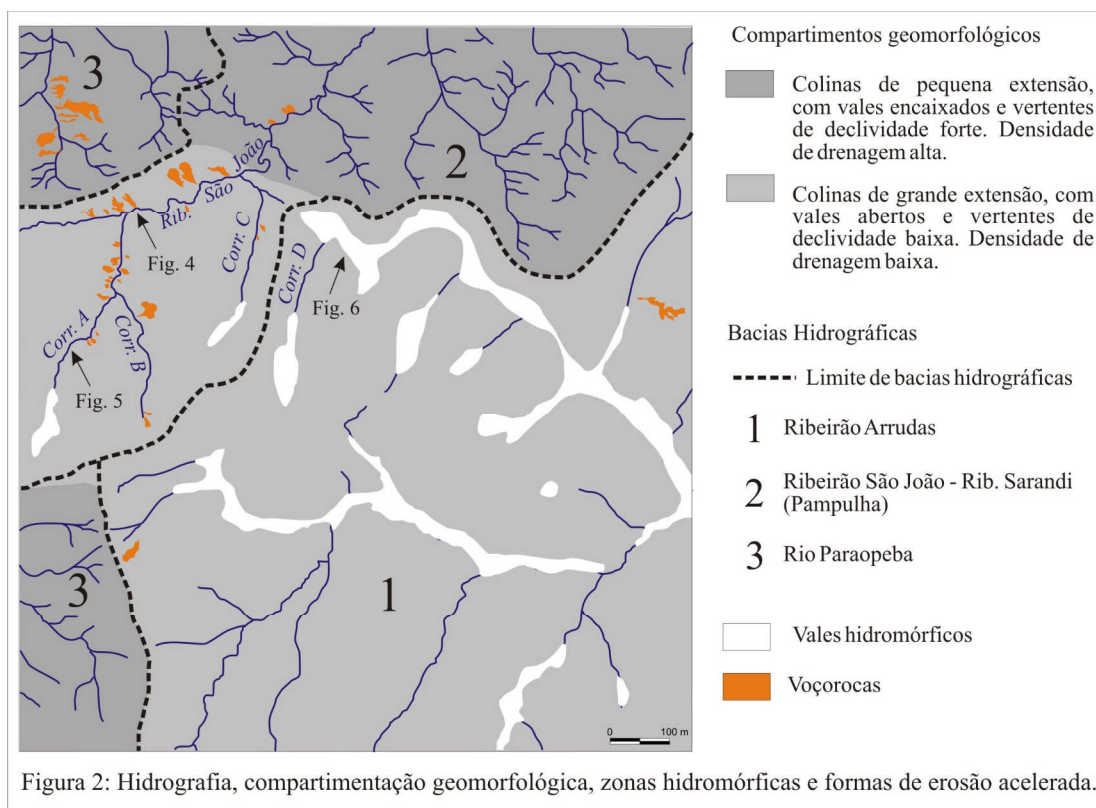 3
2
Rib. São João
Fig. 4
Corr. C
Corr. D
Fig. 6
Corr. A
Corr. B
Fig. 5
3
1
0 100 m
Compartimentos geomorfológicos
Colinas de pequena extensão,
com vales encaixados e vertentes
de declividade forte. Densidade
de drenagem alta.
Colinas de grande extensão, com
vales abertos e vertentes de
declividade baixa. Densidade de
drenagem baixa.
Bacias Hidrográficas
Limite de bacias hidrográficas
1 Ribeirão Arrudas
2 Ribeirão São João - Rib. Sarandi
(Pampulha)
3 Rio Paraopeba
Vales hidromórficos
Voçorocas
Figura 2: Hidrografia, compartimentação geomorfológica, zonas hidromórficas e formas de erosão acelerada.